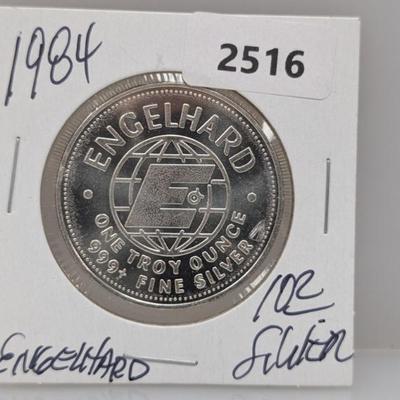 1984
2516
ENGELHARD
E
ONE TROY OUNCE
999+ FINE SILVER
1OZ
SILVER
ENGELHARD